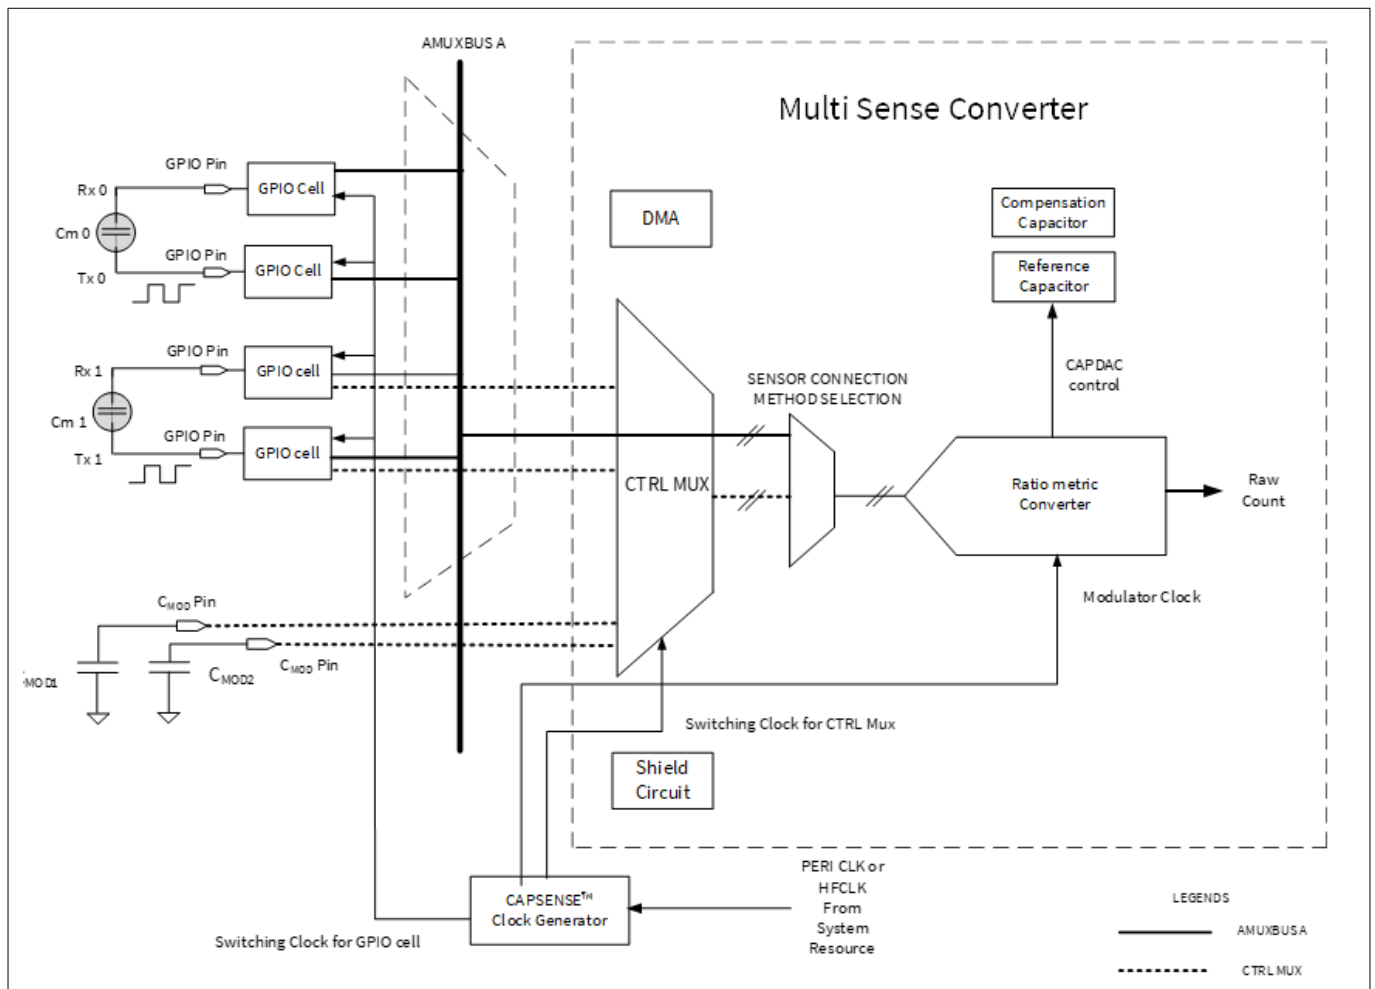 AMUXBUS A
Multi Sense Converter
GPIO Pin
Rx 0
GPIO Cell
Cm 0
GPIO Pin
GPIO Cell
Tx 0
DMA
Compensation
Capacitor
Reference
Capacitor
GPIO Pin
Rx 1
GPIO cell
Cm 1
GPIO Pin
GPIO cell
Tx 1
CAPDAC
control
SENSOR CONNECTION
METHOD SELECTION
CTRL MUX
Ratio metric
Converter
Raw
Count
Modulator Clock
CMOD Pin
CMOD Pin
MOD1
CMOD2
Switching Clock for CTRL Mux
Shield
Circuit
CAPSENSE™
Clock Generator
Switching Clock for GPIO cell
PERI CLK or
HFCLK
From
System
Resource
LEGENDS
AMUXBUS A
CTRL MUX